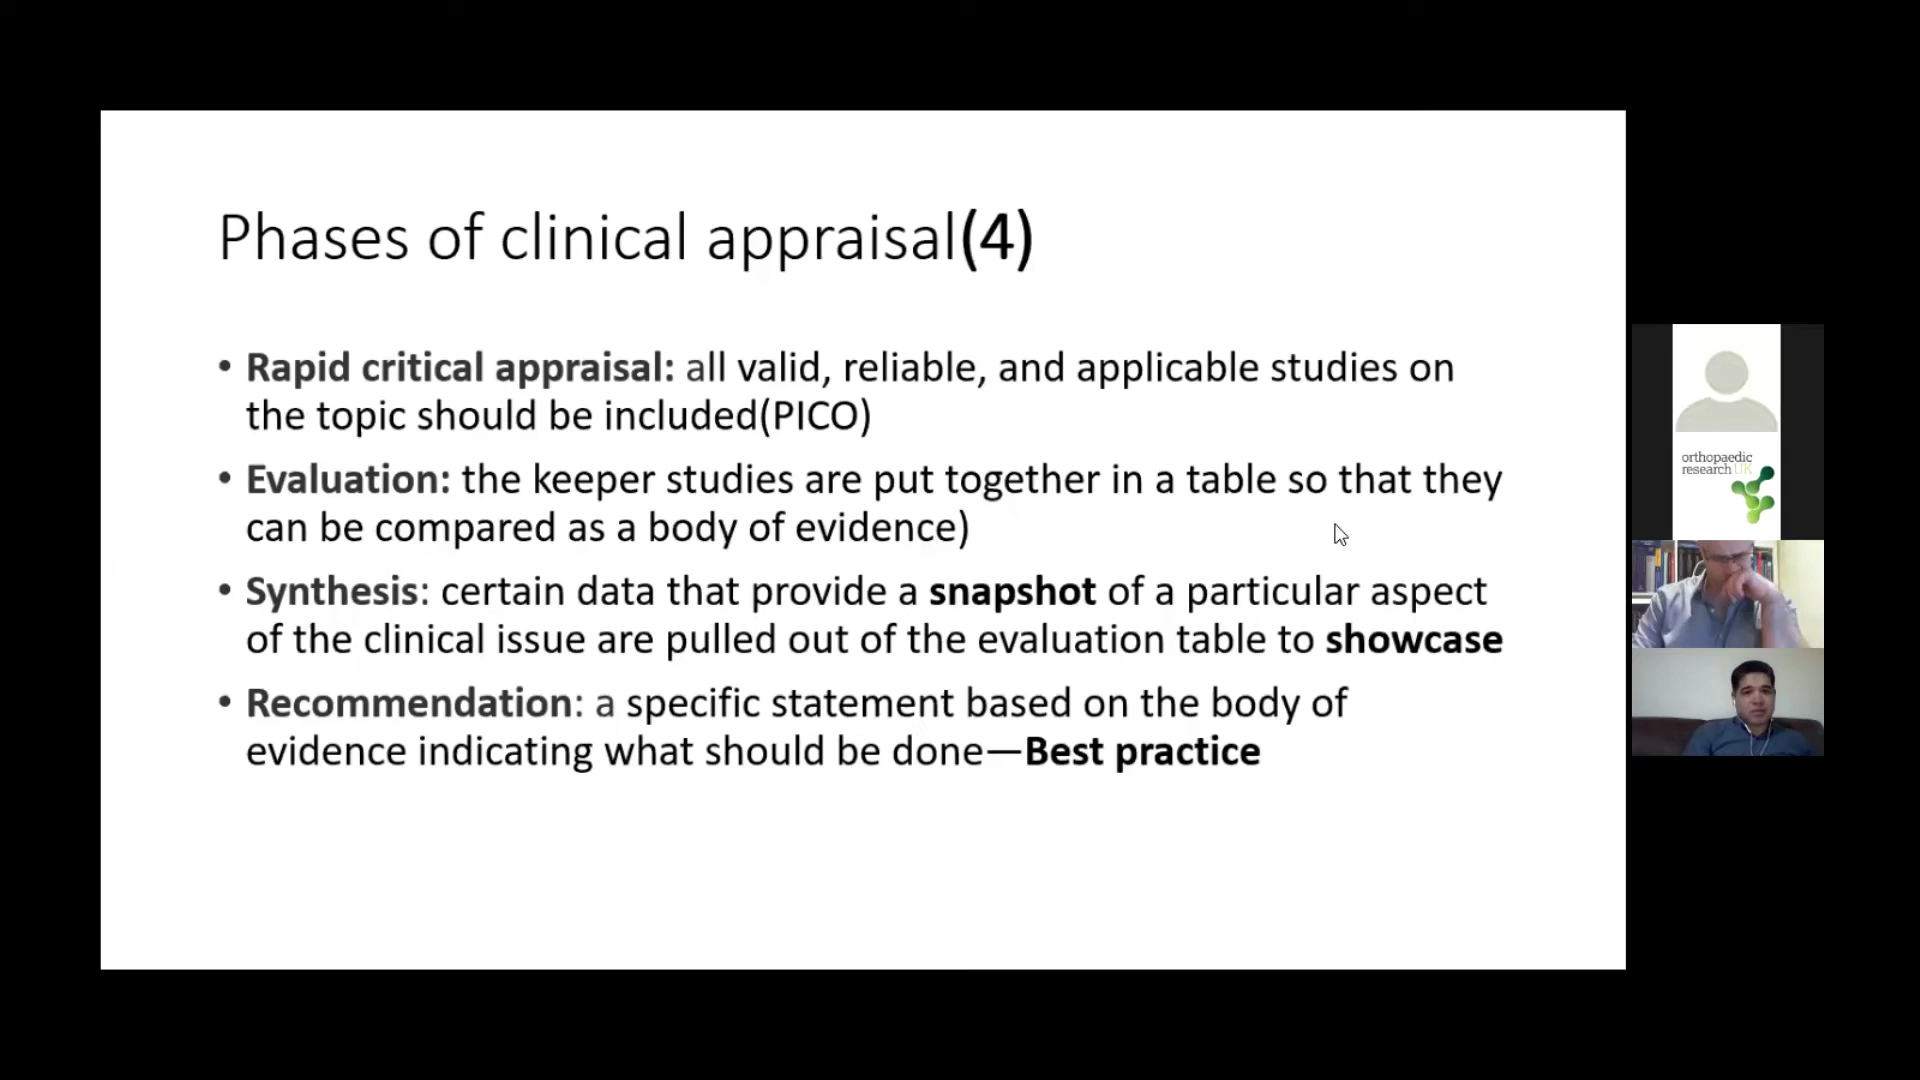 Phases of clinical appraisal(4)
• Rapid critical appraisal: all valid, reliable, and applicable studies on
the topic should be included(PICO)
• Evaluation: the keeper studies are put together in a table so that they
can be compared as a body of evidence)
• Synthesis: certain data that provide a snapshot of a particular aspect
of the clinical issue are pulled out of the evaluation table to showcase
• Recommendation: a specific statement based on the body of
evidence indicating what should be done—Best practice
orthopaedic
research UK